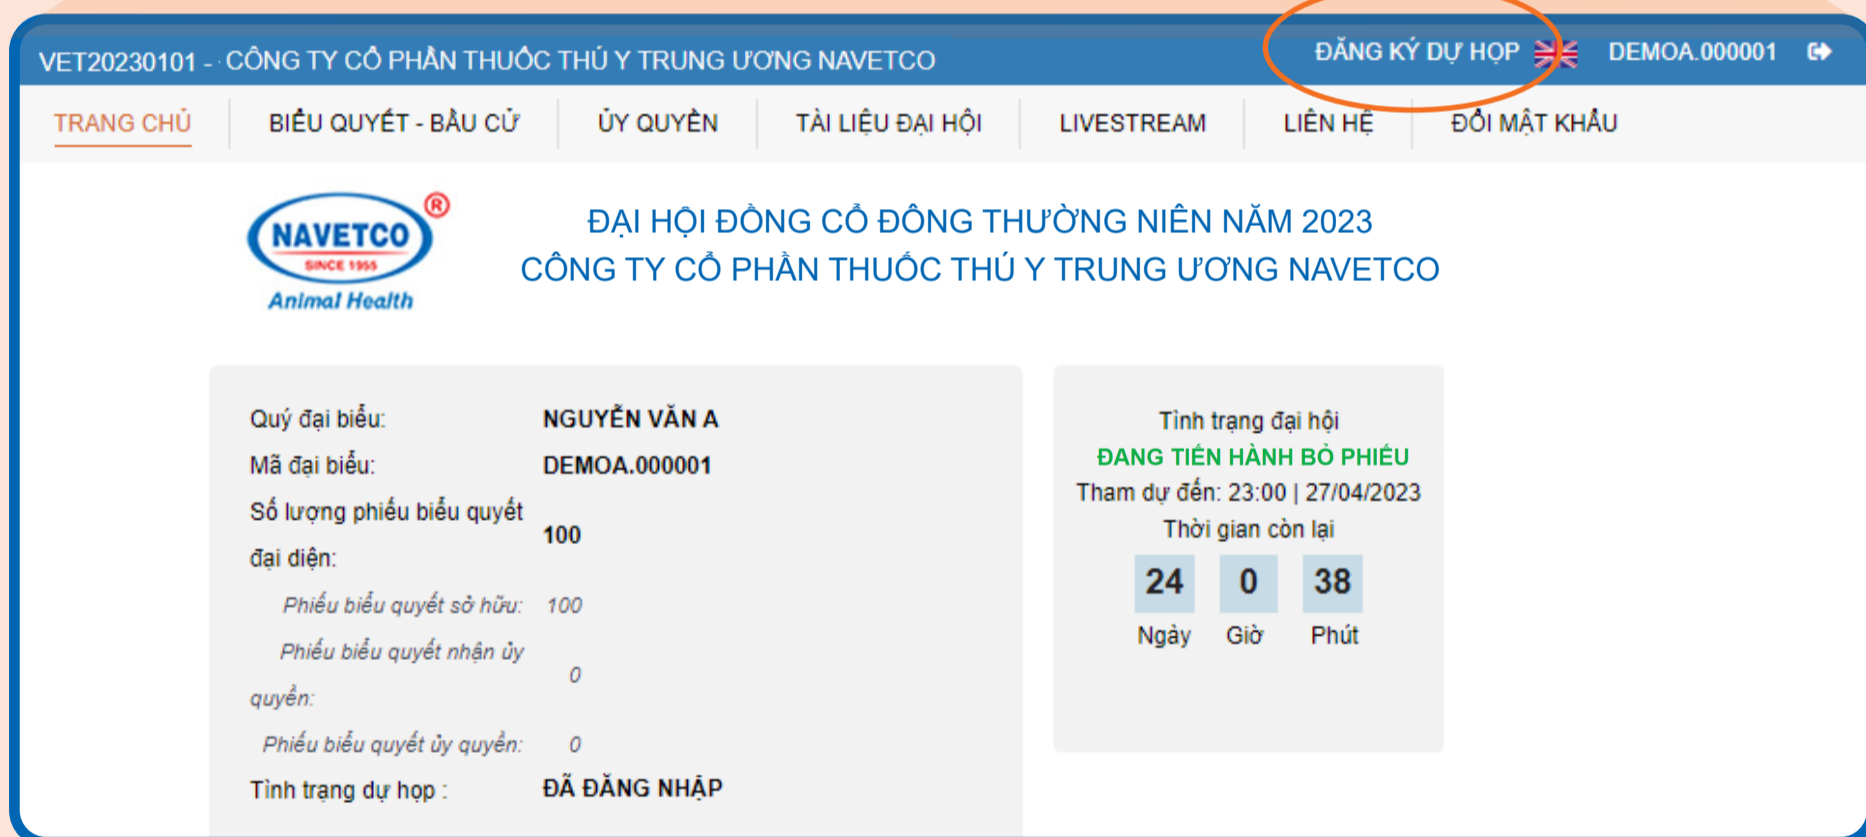 VET20230101 - CÔNG TY CỔ PHẦN THUỐC THÚ Y TRUNG ƯƠNG NAVETCO
ĐĂNG KÝ DỰ HỌP DEMOA.000001
TRANG CHỦ BIỂU QUYẾT - BẦU CỬ ỦY QUYỀN TÀI LIỆU ĐẠI HỘI LIVESTREAM LIÊN HỆ ĐỔI MẬT KHẨU
NAVETCO ®
SINCE 1955
Animal Health
ĐẠI HỘI ĐỒNG CỔ ĐÔNG THƯỜNG NIÊN NĂM 2023
CÔNG TY CỔ PHẦN THUỐC THÚ Y TRUNG ƯƠNG NAVETCO
Quý đại biểu: NGUYỄN VĂN A
Mã đại biểu: DEMOA.000001
Số lượng phiếu biểu quyết
đại diện: 100
Phiếu biểu quyết sở hữu: 100
Phiếu biểu quyết nhận ủy
quyền: 0
Phiếu biểu quyết ủy quyền: 0
Tình trạng dự họp : ĐÃ ĐĂNG NHẬP
Tình trạng đại hội
ĐANG TIẾN HÀNH BỎ PHIẾU
Tham dự đến: 23:00 | 27/04/2023
Thời gian còn lại
24 0 38
Ngày Giờ Phút